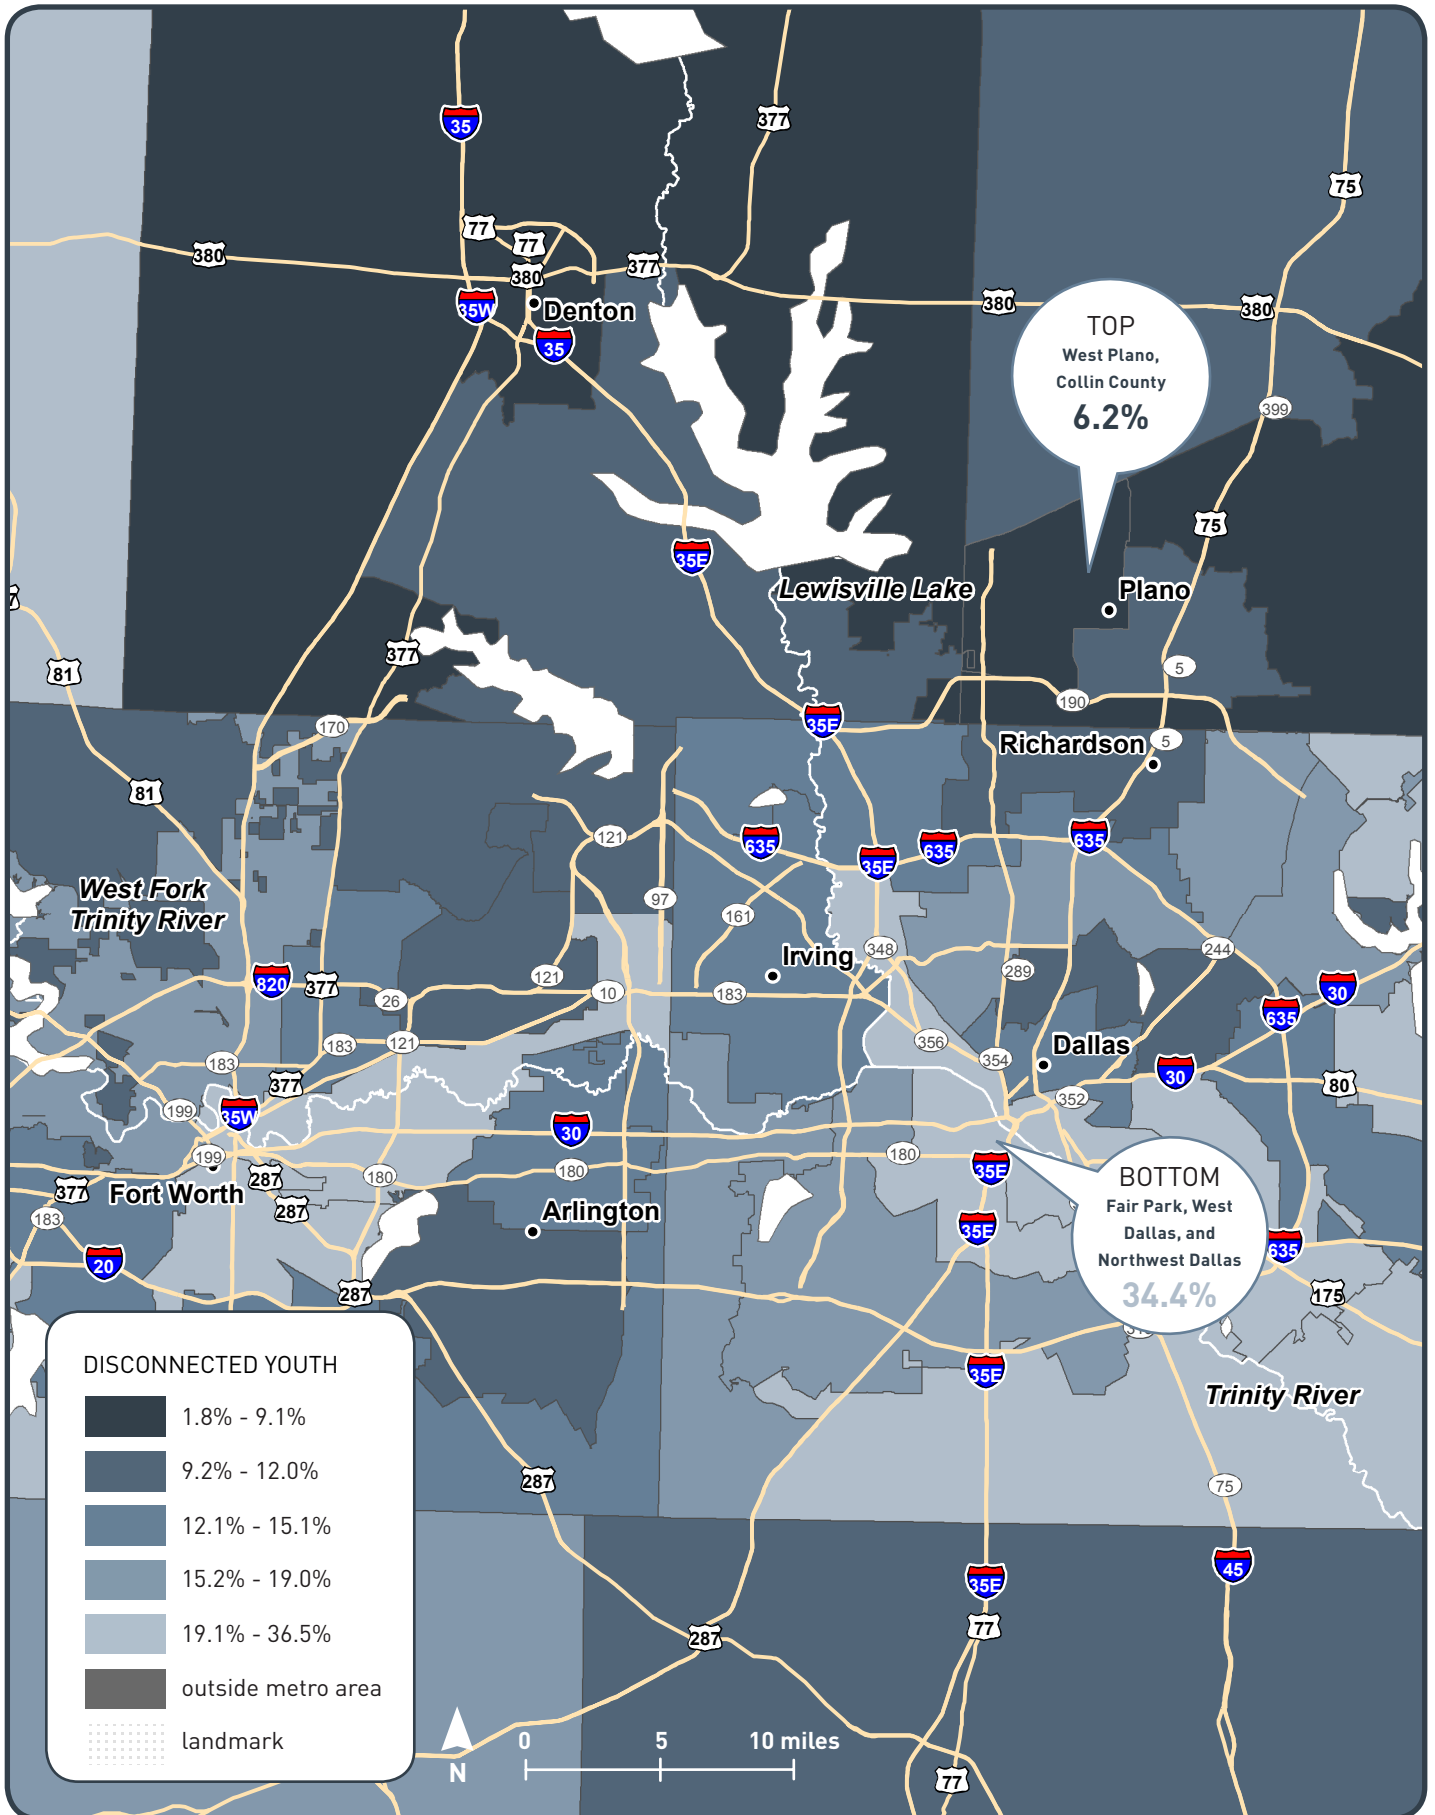 35
377
75
77
77
380
380
377
35W
Denton
380
380
35
TOP
West Plano,
Collin County
6.2%
399
75
35E
Lewisville Lake
Plano
377
81
5
190
170
35E
Richardson
5
81
121
635
35E
635
635
West Fork
Trinity River
97
161
Irving
348
289
244
820
377
26
121
10
183
30
635
183
183
121
356
354
Dallas
377
30
80
199
35W
352
30
199
287
180
180
180
35E
377
Fort Worth
287
183
Arlington
35E
BOTTOM
Fair Park, West
Dallas, and
Northwest Dallas
34.4%
635
20
287
175
35E
Trinity River
DISCONNECTED YOUTH
1.8% - 9.1%
9.2% - 12.0%
12.1% - 15.1%
15.2% - 19.0%
19.1% - 36.5%
outside metro area
landmark
287
75
45
35E
77
287
N
0 5 10 miles
77